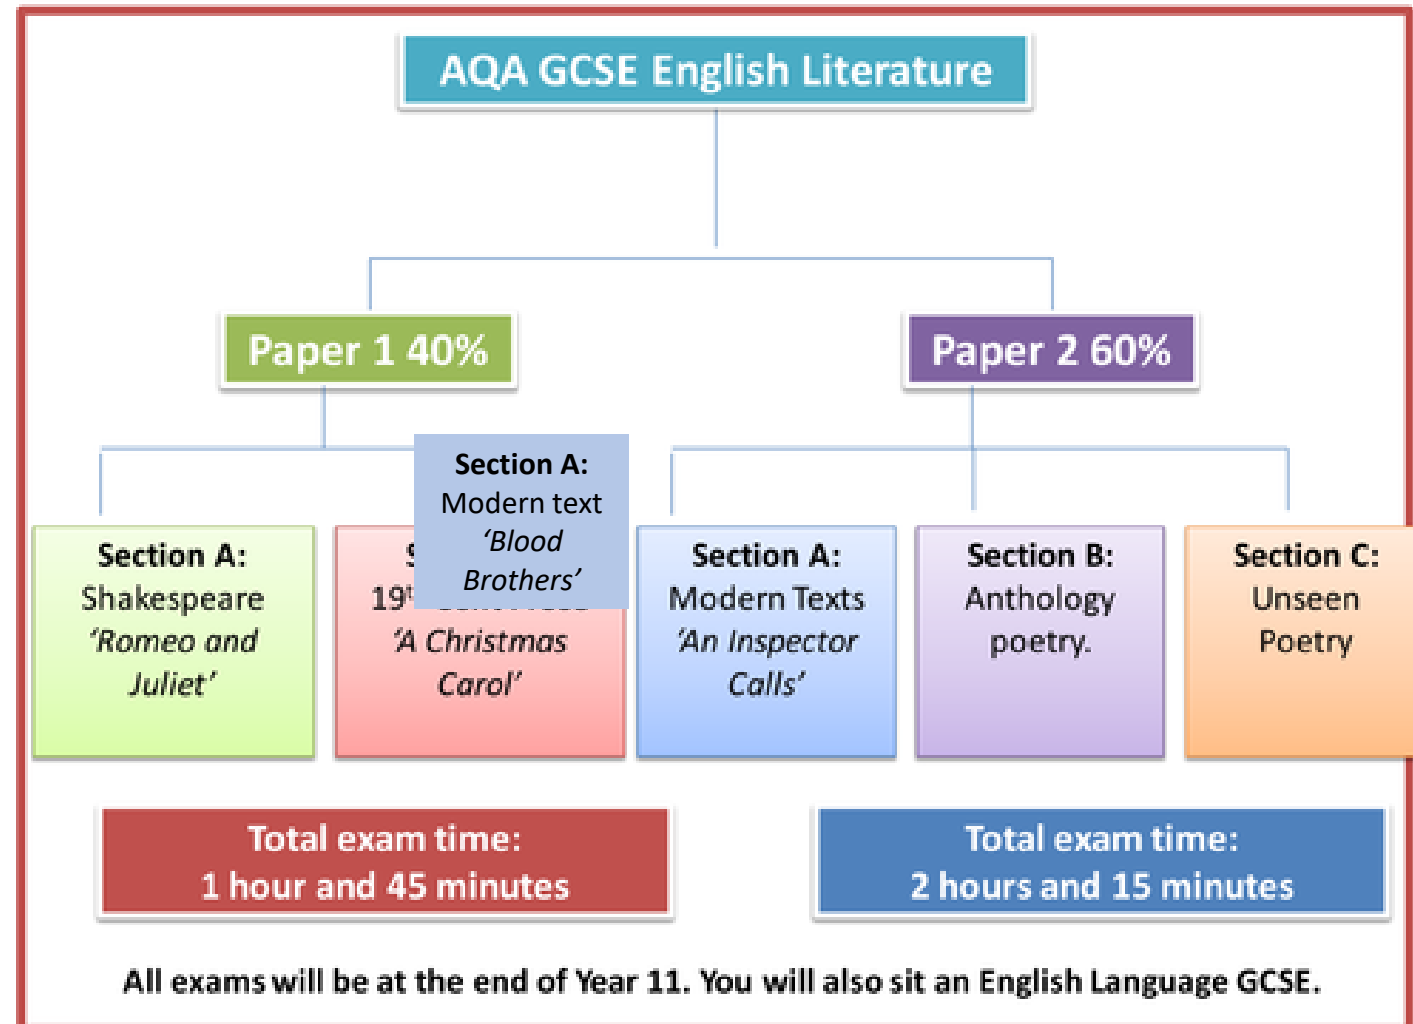 AQA GCSE English Literature
Paper 1 40%
Paper 2 60%
Section A:
Shakespeare
‘Romeo and
Juliet’
Section A:
Modern text
‘Blood
Brothers’
‘A Christmas
Carol’
Section A:
Modern Texts
‘An Inspector
Calls’
Section B:
Anthology
poetry.
Section C:
Unseen
Poetry
Total exam time:
1 hour and 45 minutes
Total exam time:
2 hours and 15 minutes
All exams will be at the end of Year 11. You will also sit an English Language GCSE.